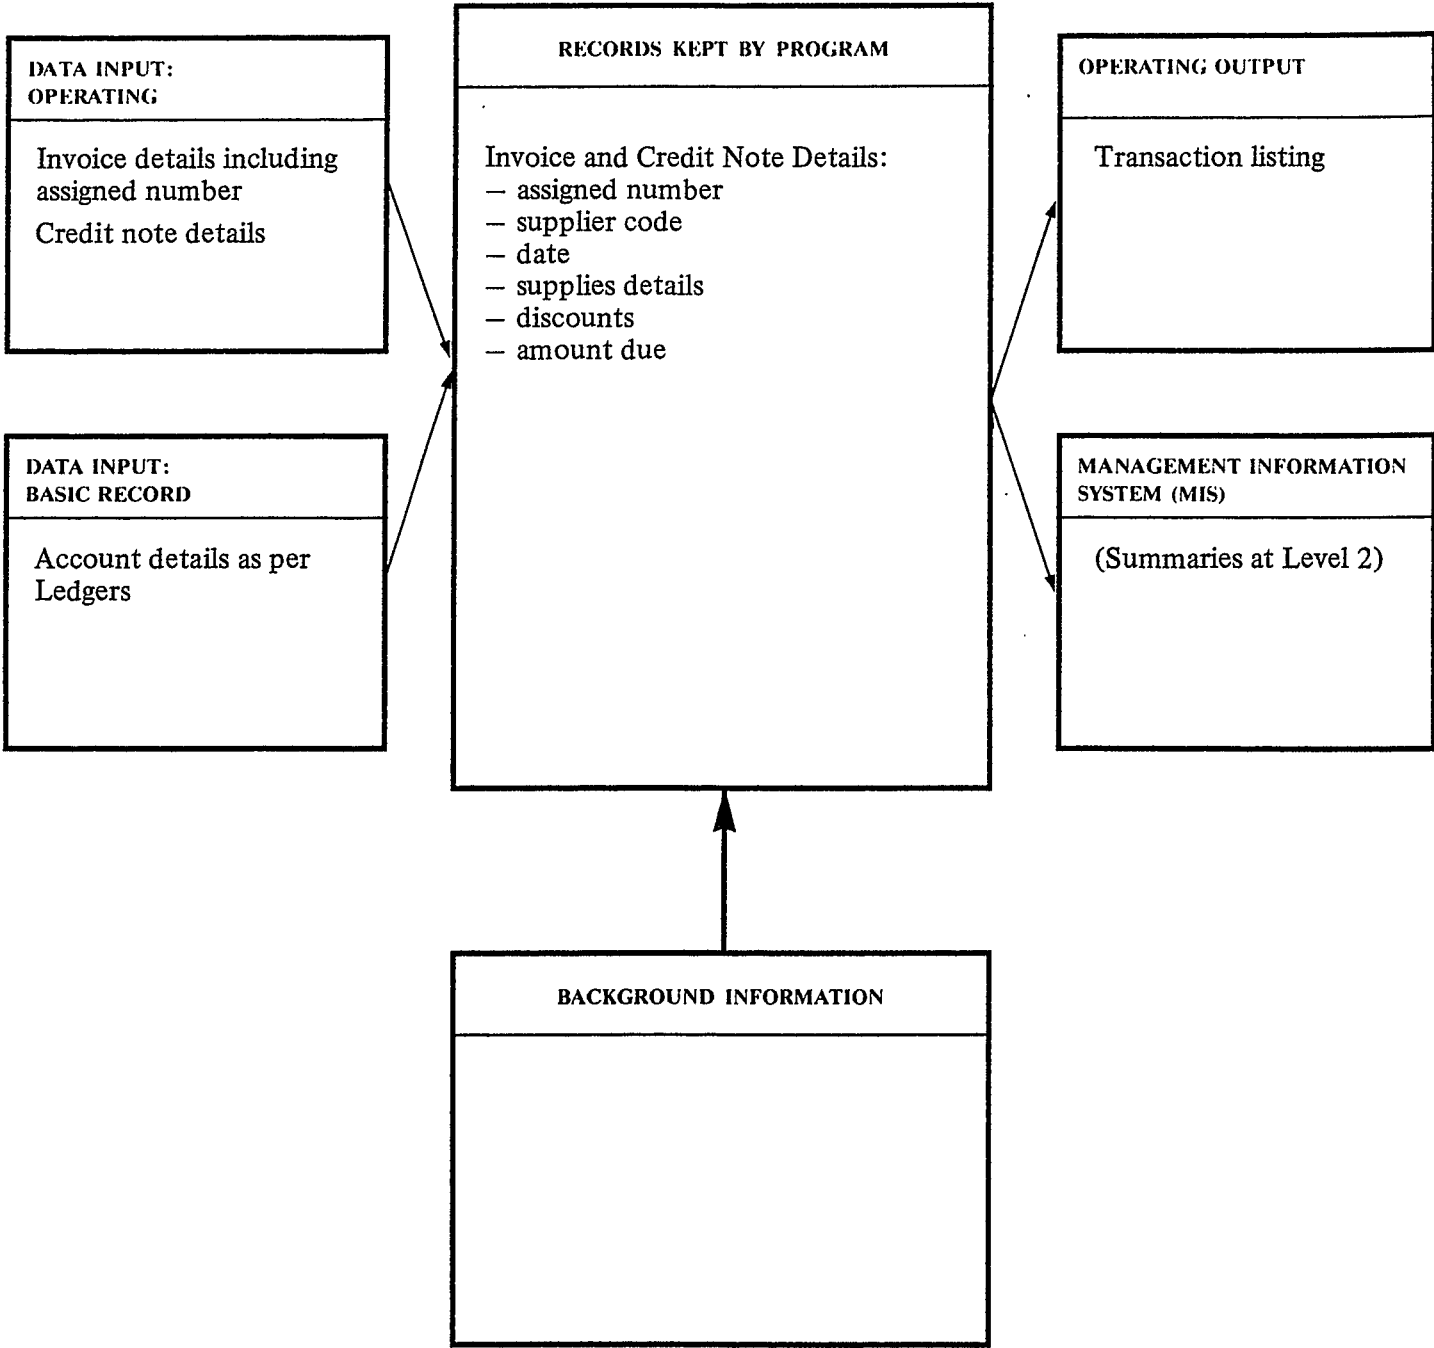 DATA INPUT:
OPERATING
Invoice details including
assigned number
Credit note details
DATA INPUT:
BASIC RECORD
Account details as per
Ledgers
RECORDS KEPT BY PROGRAM
Invoice and Credit Note Details:
– assigned number
– supplier code
– date
– supplies details
– discounts
– amount due
OPERATING OUTPUT
Transaction listing
MANAGEMENT INFORMATION
SYSTEM (MIS)
(Summaries at Level 2)
BACKGROUND INFORMATION